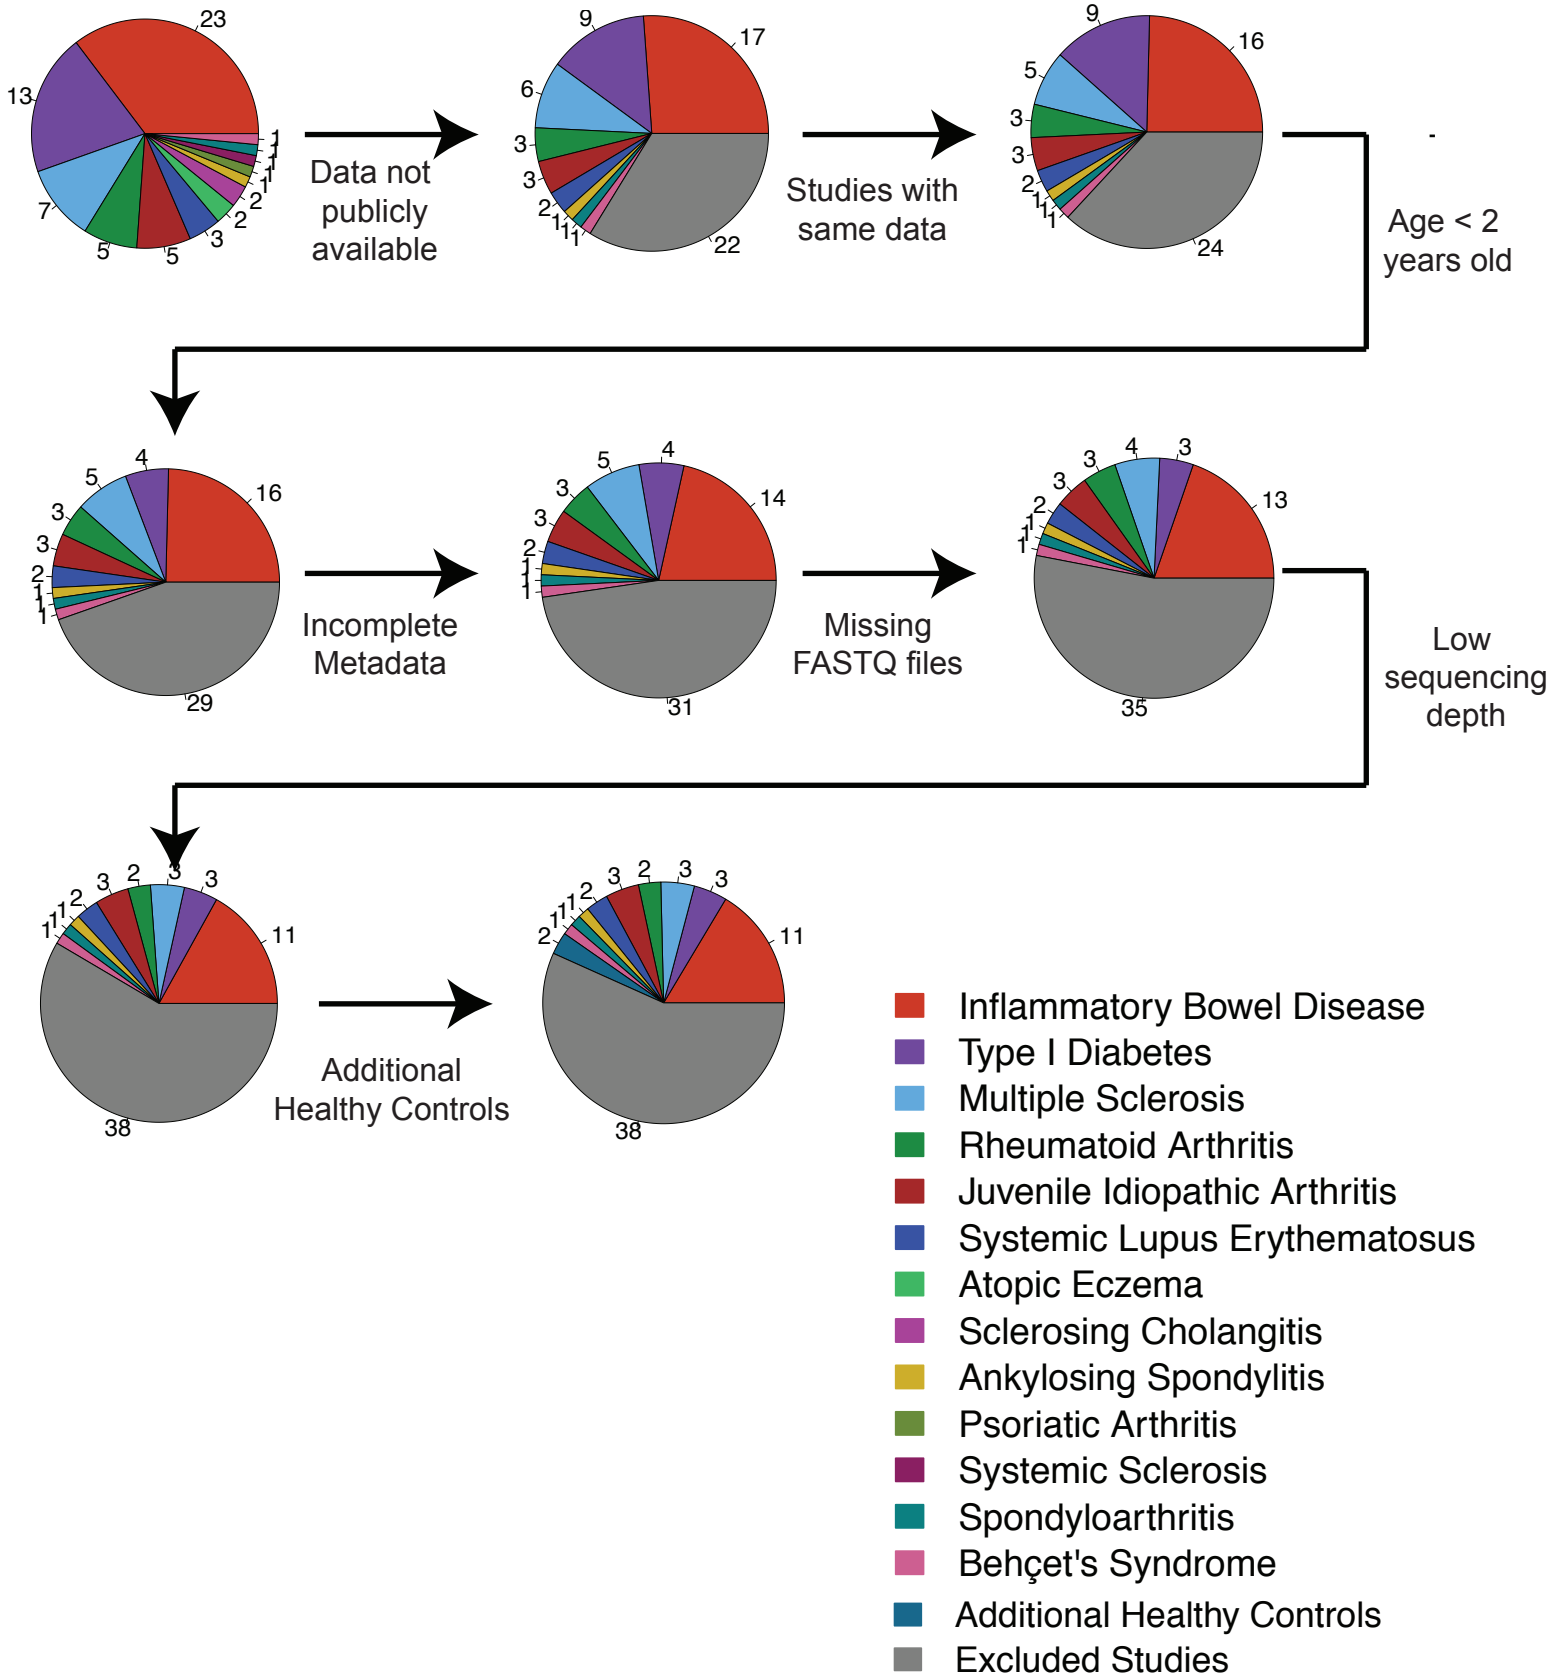 23
13
7
5
5
3
2
2
1
1
1
1
1
Data not
publicly
available
9
17
6
3
3
2
1
1
1
22
Studies with
same data
9
16
5
3
3
2
1
1
1
24
-
Age < 2
years old
4
5
16
3
3
2
1
1
1
29
Incomplete
Metadata
4
5
14
3
3
2
1
1
1
31
Missing
FASTQ files
3
4
13
3
3
2
1
1
1
35
Low
sequencing
depth
3
3
2
3
2
1
1
1
11
38
Additional
Healthy Controls
3
3
2
3
2
1
1
1
2
11
38
Inflammatory Bowel Disease
Type I Diabetes
Multiple Sclerosis
Rheumatoid Arthritis
Juvenile Idiopathic Arthritis
Systemic Lupus Erythematosus
Atopic Eczema
Sclerosing Cholangitis
Ankylosing Spondylitis
Psoriatic Arthritis
Systemic Sclerosis
Spondyloarthritis
Behçet's Syndrome
Additional Healthy Controls
Excluded Studies